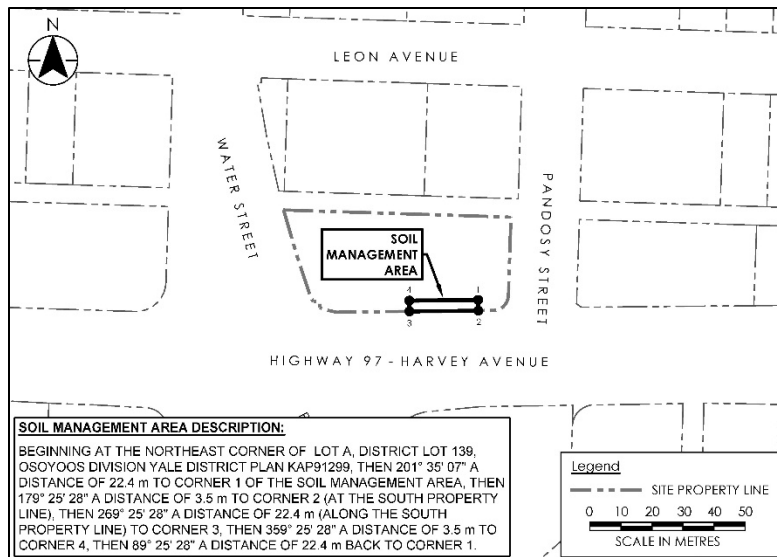 N
LEON AVENUE
WATER STREET
PANDOSY STREET
SOIL
MANAGEMENT
AREA
4
1
3
2
HIGHWAY 97 - HARVEY AVENUE
SOIL MANAGEMENT AREA DESCRIPTION:
BEGINNING AT THE NORTHEAST CORNER OF LOT A, DISTRICT LOT 139,
OSOYOOS DIVISION YALE DISTRICT PLAN KAP91299, THEN 201° 35' 07" A
DISTANCE OF 22.4 m TO CORNER 1 OF THE SOIL MANAGEMENT AREA, THEN
179° 25' 28" A DISTANCE OF 3.5 m TO CORNER 2 (AT THE SOUTH PROPERTY
LINE), THEN 269° 25' 28" A DISTANCE OF 22.4 m (ALONG THE SOUTH
PROPERTY LINE) TO CORNER 3, THEN 359° 25' 28" A DISTANCE OF 3.5 m TO
CORNER 4, THEN 89° 25' 28" A DISTANCE OF 22.4 m BACK TO CORNER 1.
Legend
SITE PROPERTY LINE
0 10 20 30 40 50
SCALE IN METRES